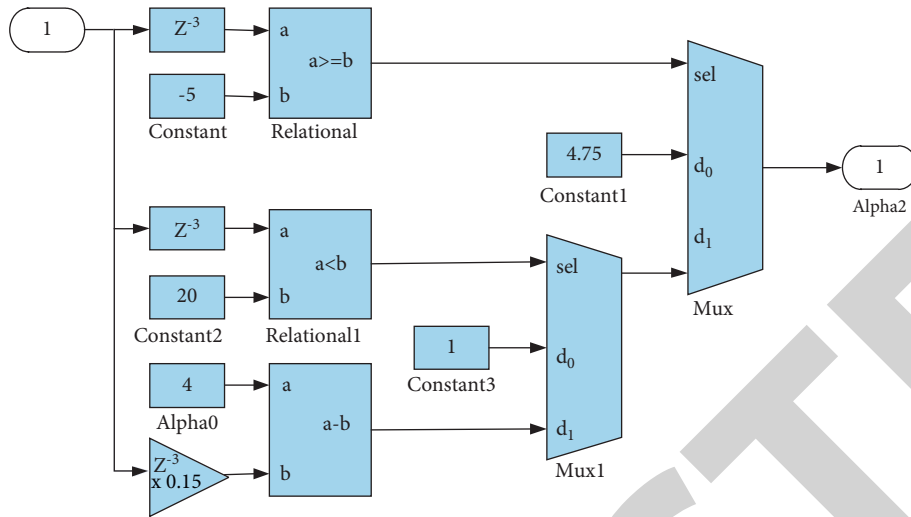 1
Z-3
a
a>=b
-5
b
Constant
Relational
sel
4.75
d0
Constant1
1
Alpha2
d1
Mux
Z-3
a
a<b
20
b
Constant2
Relational1
sel
1
d0
Constant3
4
a
Alpha0
a-b
d1
Z-3
x 0.15
b
Mux1